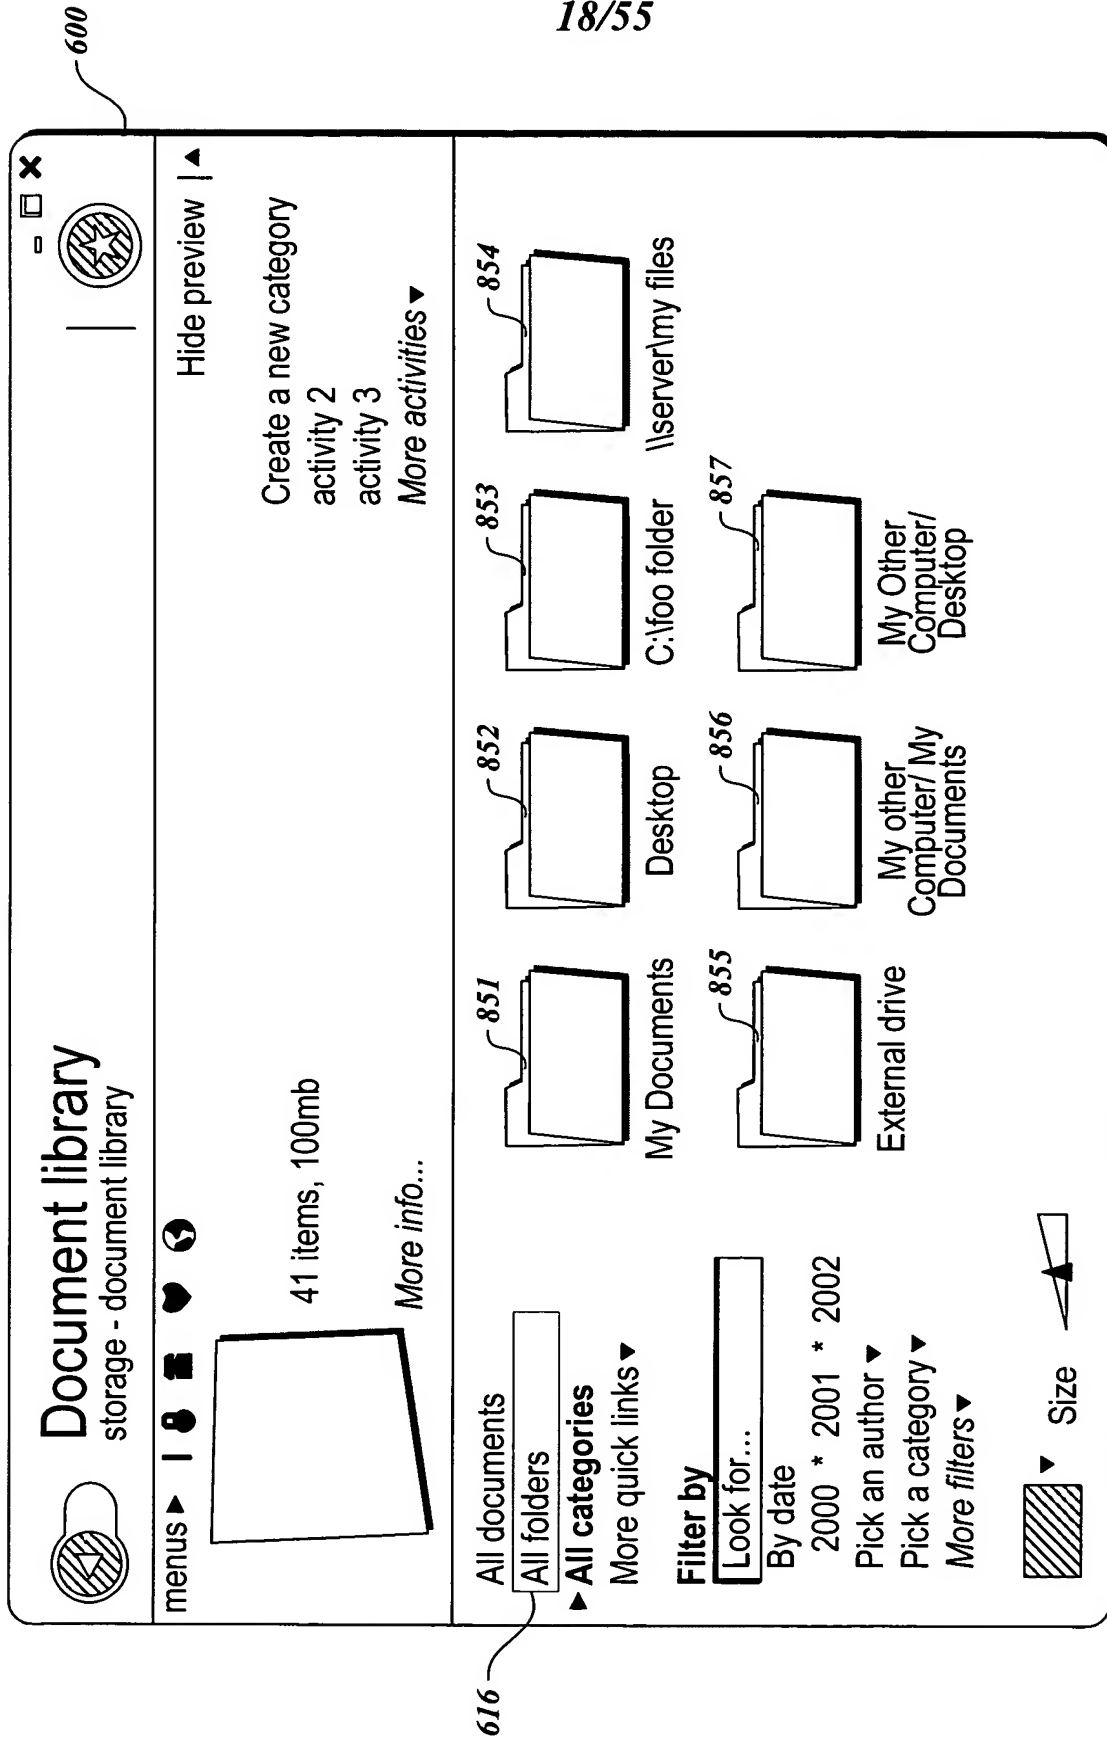 18/55
600
Document library
storage - document library
menus
Hide preview
41 items, 100mb
More info...
Create a new category
activity 2
activity 3
More activities
616
All documents
All folders
All categories
More quick links
Filter by
Look for...
By date
2000 * 2001 * 2002
Pick an author
Pick a category
More filters
Size
851
My Documents
852
Desktop
853
C:\foo folder
854
\\server\my files
855
External drive
856
My other
Computer/ My
Documents
857
My Other
Computer/
Desktop